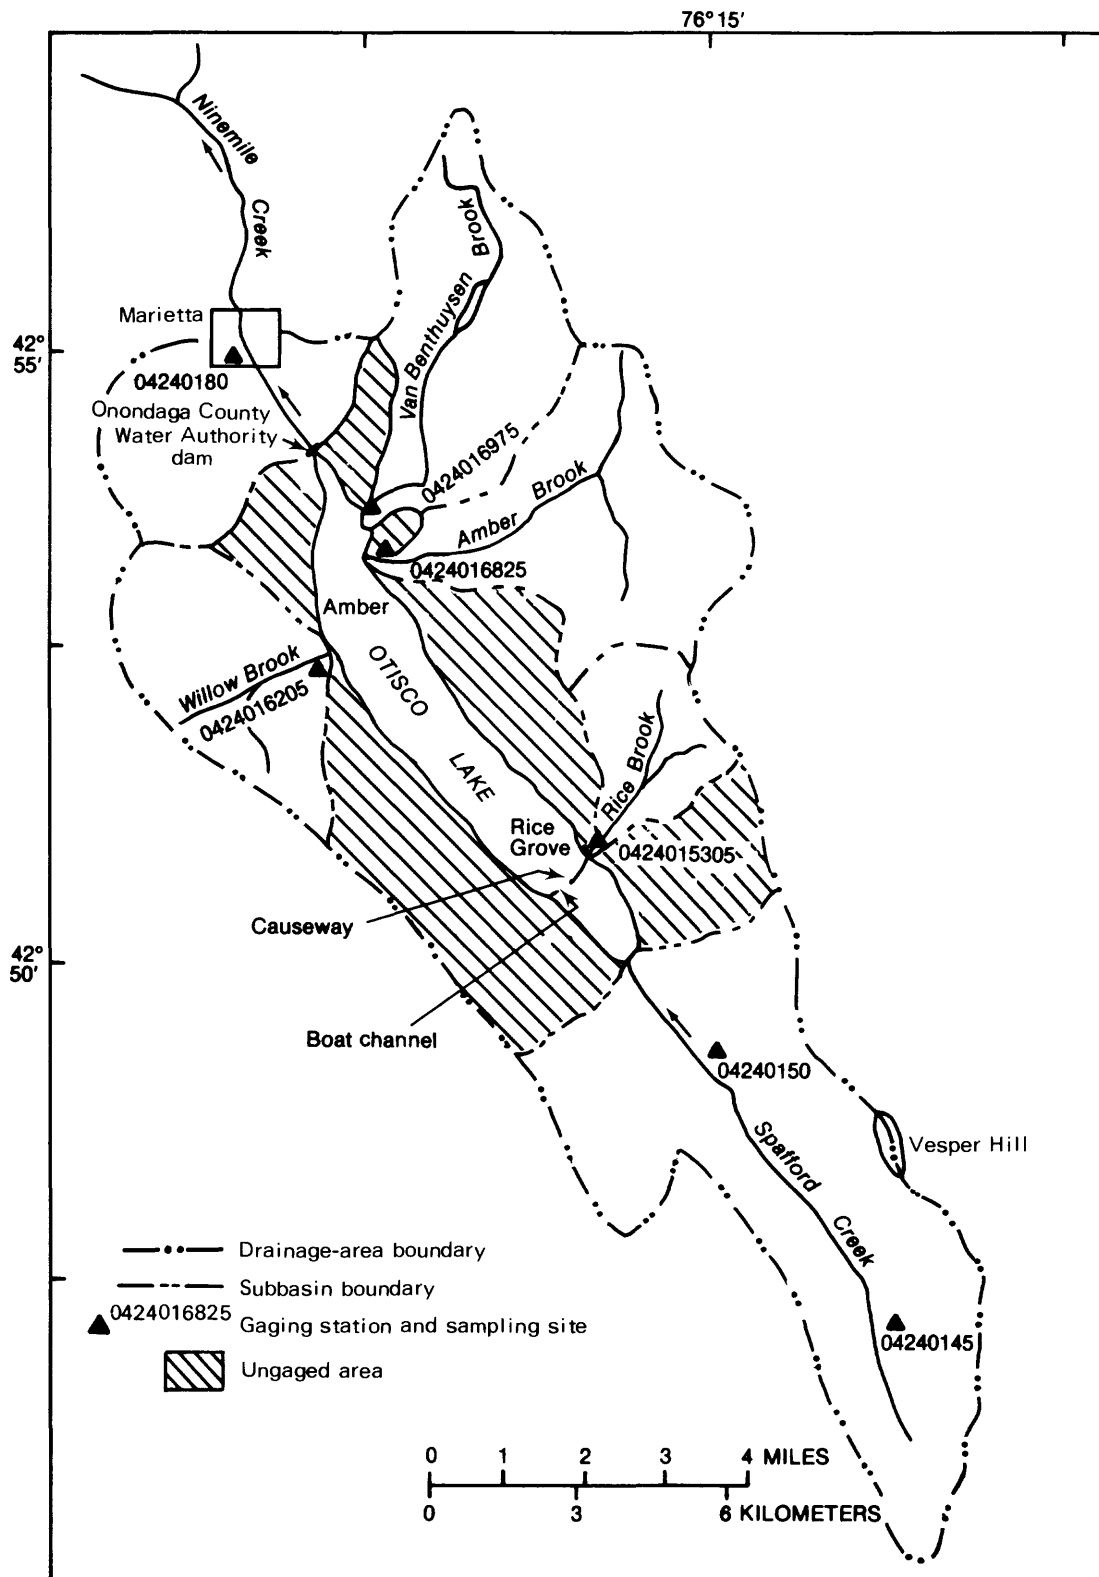 76° 15′
Ninemile
Creek
Van Benthuysen Brook
Marietta
42°
55′
04240180
Onondaga County
Water Authority
dam
0424016975
Amber Brook
0424016825
Amber
OTISCO
LAKE
Willow Brook
0424016205
Rice Brook
Rice
Grove
0424015305
Causeway
42°
50′
Boat channel
04240150
Vesper Hill
Spafford
Creek
04240145
Drainage-area boundary
Subbasin boundary
0424016825
Gaging station and sampling site
Ungaged area
0 1 2 3 4 MILES
0 3 6 KILOMETERS